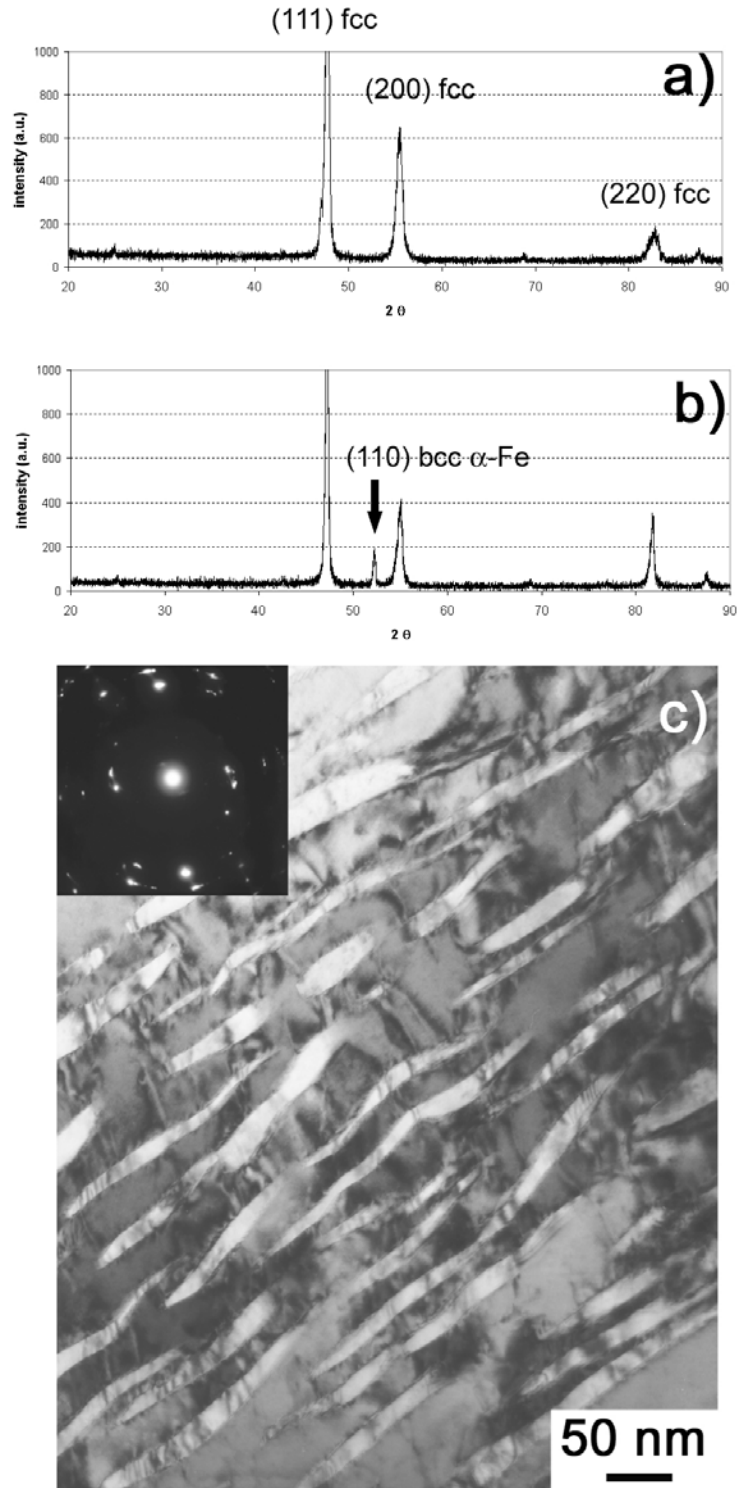 (111) fcc
a)
(200) fcc
(220) fcc
intensity (a.u.)
1000
800
600
400
200
0
20 30 40 50 60 70 80 90
2 θ
b)
(110) bcc α-Fe
intensity (a.u.)
1000
800
600
400
200
0
20 30 40 50 60 70 80 90
2 θ
c)
50 nm